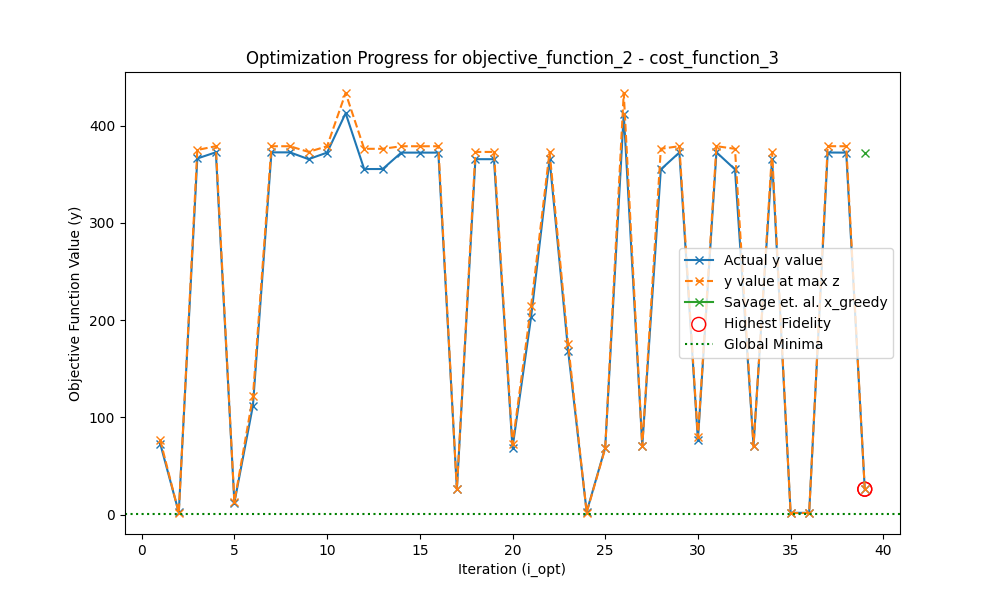 Optimization Progress for objective_function_2 - cost_function_3
Objective Function Value (y)
400
300
200
100
0
Actual y value
y value at max z
Savage et. al. x_greedy
Highest Fidelity
Global Minima
0 5 10 15 20 25 30 35 40
Iteration (i_opt)